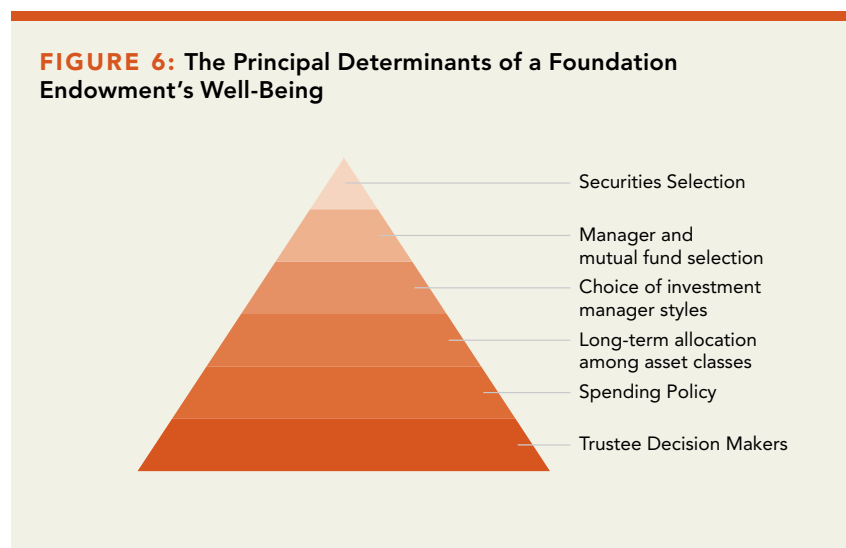 FIGURE 6: The Principal Determinants of a Foundation
Endowment’s Well-Being
Securities Selection
Manager and
mutual fund selection
Choice of investment
manager styles
Long-term allocation
among asset classes
Spending Policy
Trustee Decision Makers